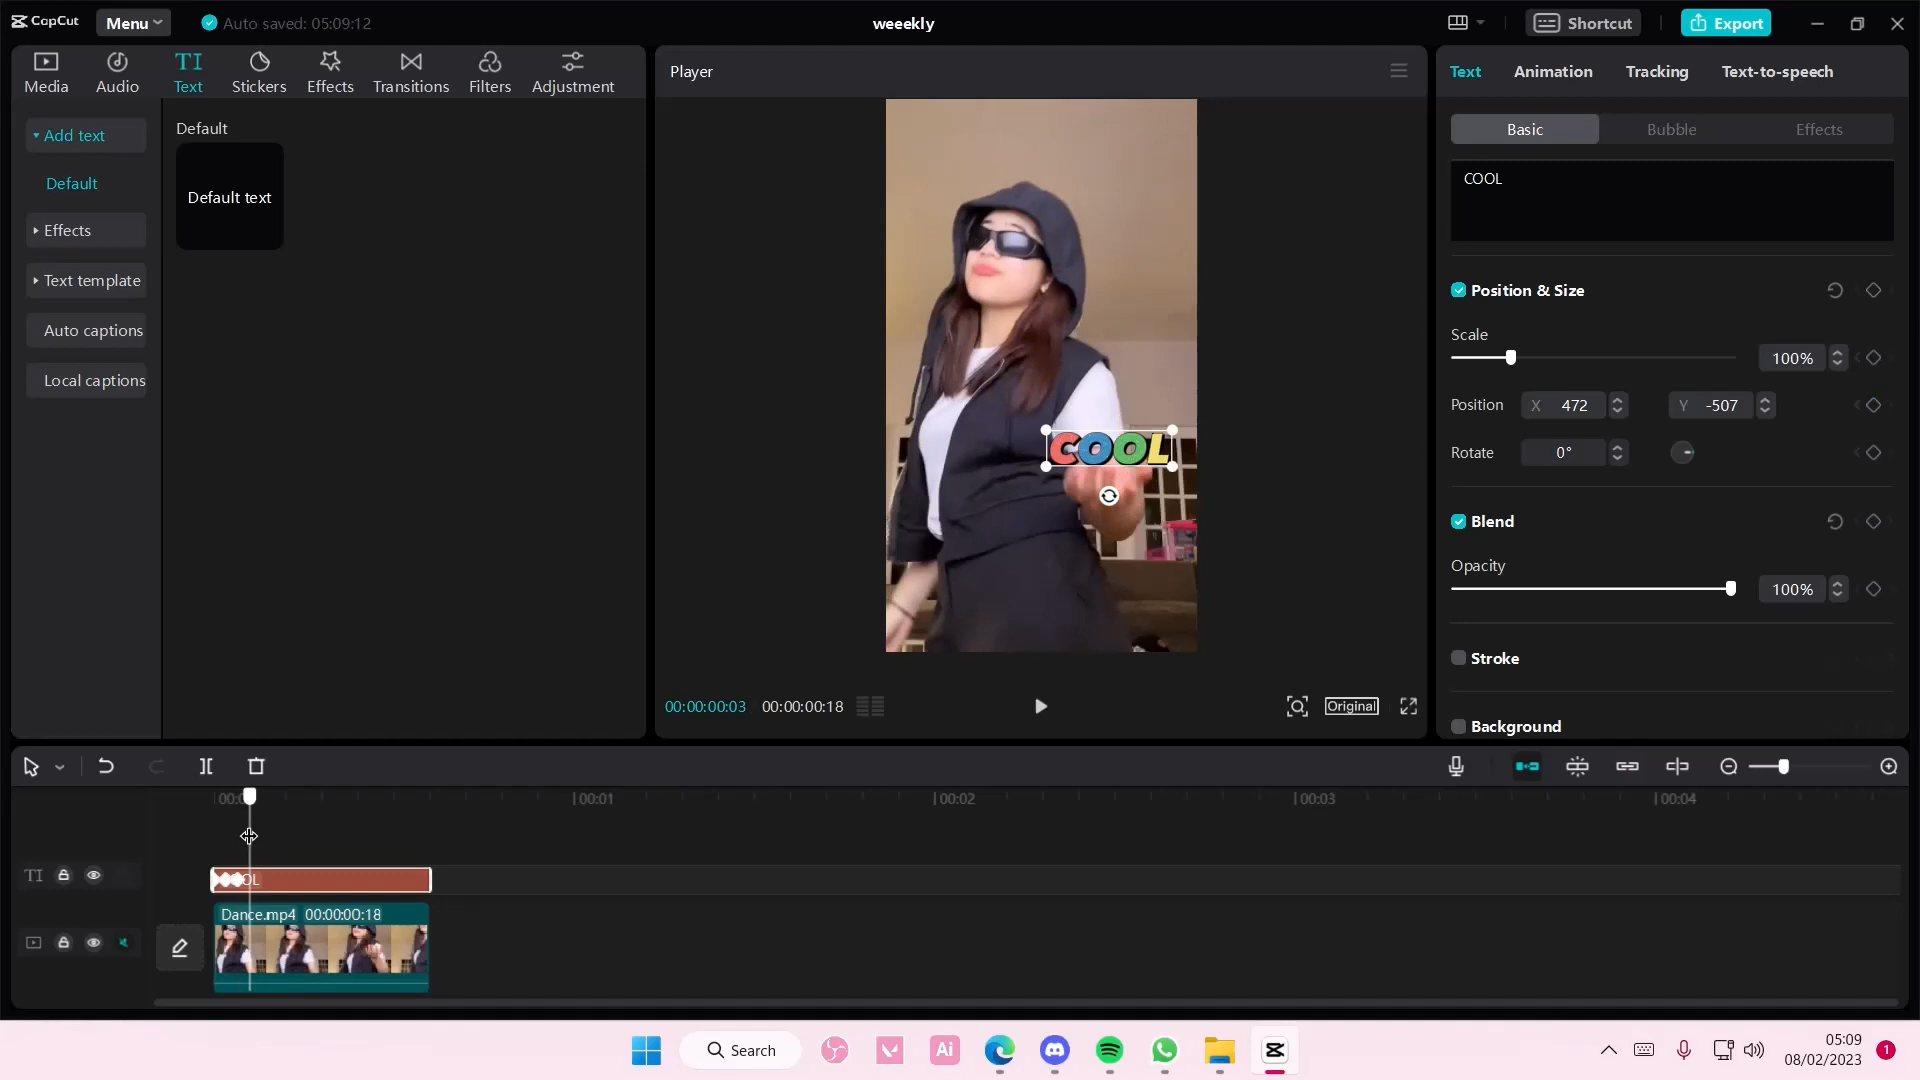 CapCut
Menu
Auto saved: 05:09:12
weeekly
Shortcut
Export
Media
Audio
TI
Text
Stickers
Effects
Transitions
Filters
Adjustment
Add text
Default
Effects
Text template
Auto captions
Local captions
Default
Default text
Player
COOL
00:00:00:03
00:00:00:18
Original
Text
Animation
Tracking
Text-to-speech
Basic
Bubble
Effects
COOL
Position & Size
Scale
100%
Position
X 472
Y -507
Rotate
0°
Blend
Opacity
100%
Stroke
Background
00:01
00:02
00:03
00:04
TI
Dance.mp4 00:00:00:18
Search
Ai
05:09
08/02/2023
1